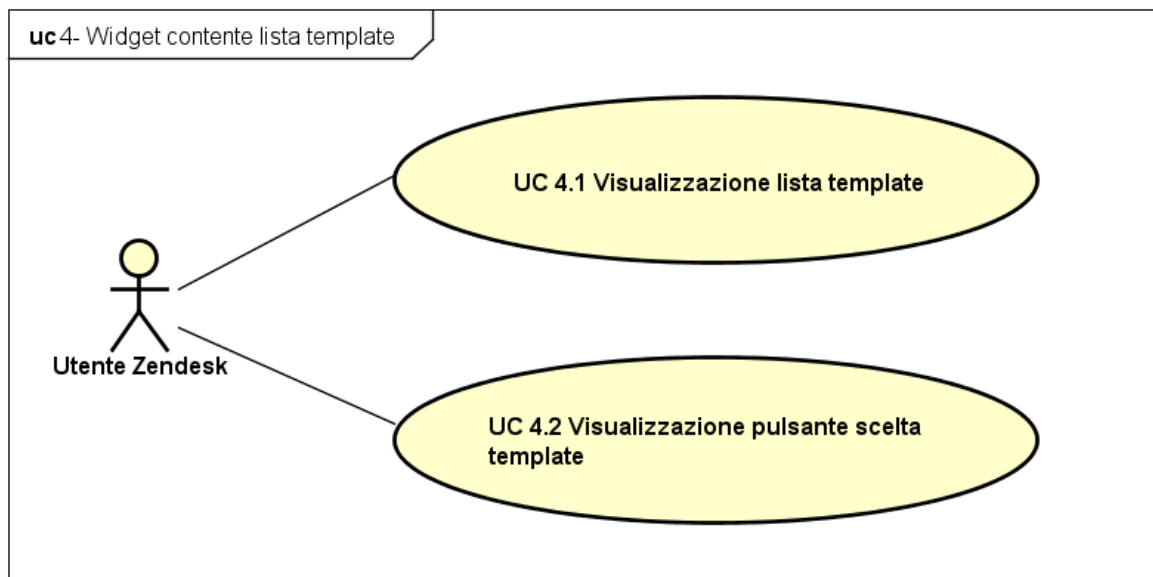 uc 4- Widget contente lista template
UC 4.1 Visualizzazione lista template
Utente Zendesk
UC 4.2 Visualizzazione pulsante scelta
template